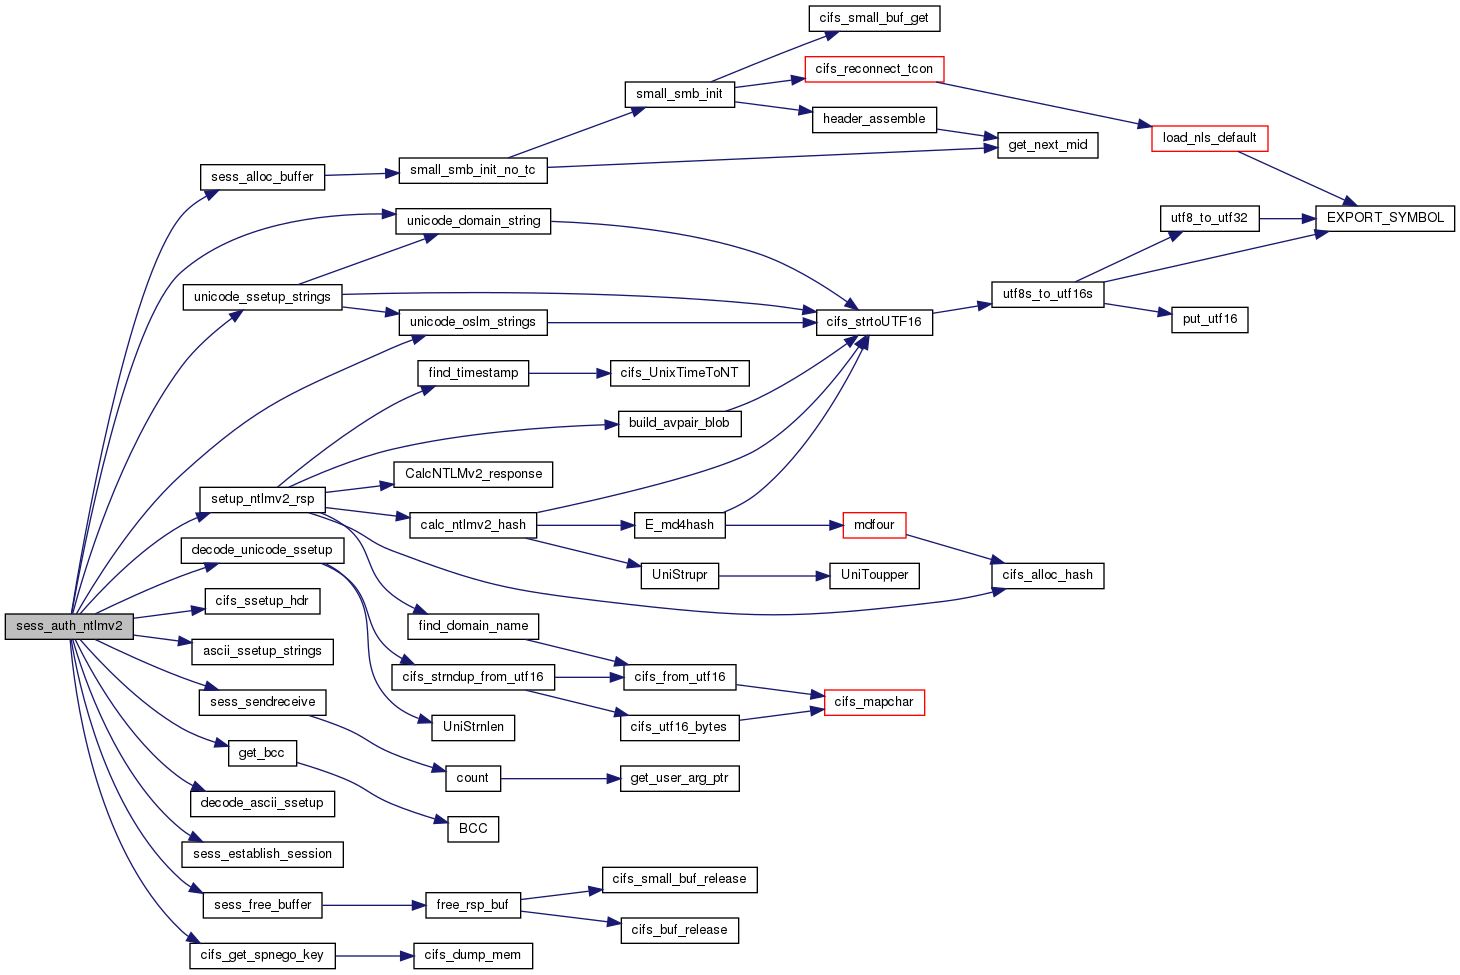 cifs_small_buf_get
cifs_reconnect_tcon
small_smb_init
header_assemble
load_nls_default
get_next_mid
small_smb_init_no_tc
sess_alloc_buffer
unicode_domain_string
utf8_to_utf32
EXPORT_SYMBOL
unicode_ssetup_strings
utf8s_to_utf16s
unicode_oslm_strings
cifs_strtoUTF16
put_utf16
find_timestamp
cifs_UnixTimeToNT
build_avpair_blob
CalcNTLMv2_response
setup_ntlmv2_rsp
calc_ntlmv2_hash
E_md4hash
mdfour
decode_unicode_ssetup
UniStrupr
UniToupper
cifs_alloc_hash
cifs_ssetup_hdr
sess_auth_ntlmv2
find_domain_name
ascii_ssetup_strings
cifs_strndup_from_utf16
cifs_from_utf16
sess_sendreceive
cifs_mapchar
UniStrnlen
cifs_utf16_bytes
get_bcc
count
get_user_arg_ptr
decode_ascii_ssetup
BCC
sess_establish_session
cifs_small_buf_release
sess_free_buffer
free_rsp_buf
cifs_buf_release
cifs_get_spnego_key
cifs_dump_mem